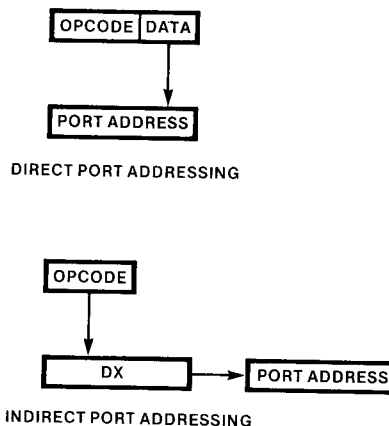 OPCODE DATA
PORT ADDRESS
DIRECT PORT ADDRESSING
OPCODE
DX PORT ADDRESS
INDIRECT PORT ADDRESSING